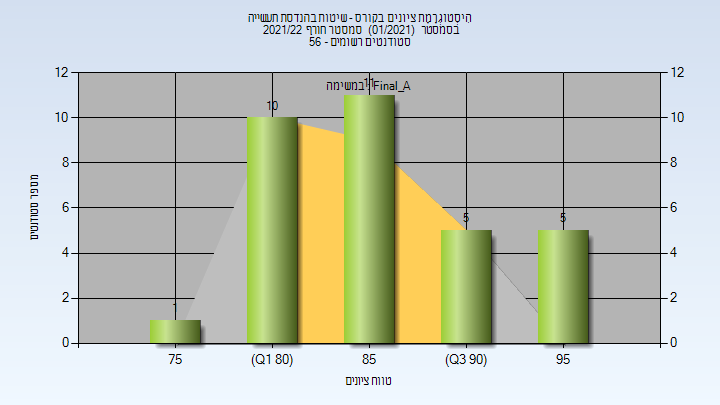 היסטוגרמת ציונים בקורס - שיטות בהנדסת תעשייה
בסמסטר (01/2021) סמסטר חורף 2021/22
סטודנטים רשומים - 56
במשימה: Final_A
12 12
10 10
8 8
6 6
4 4
2 2
0 0
1
10
11
5
5
מספר סטודנטים
75 (Q1 80) 85 (Q3 90) 95
טווח ציונים